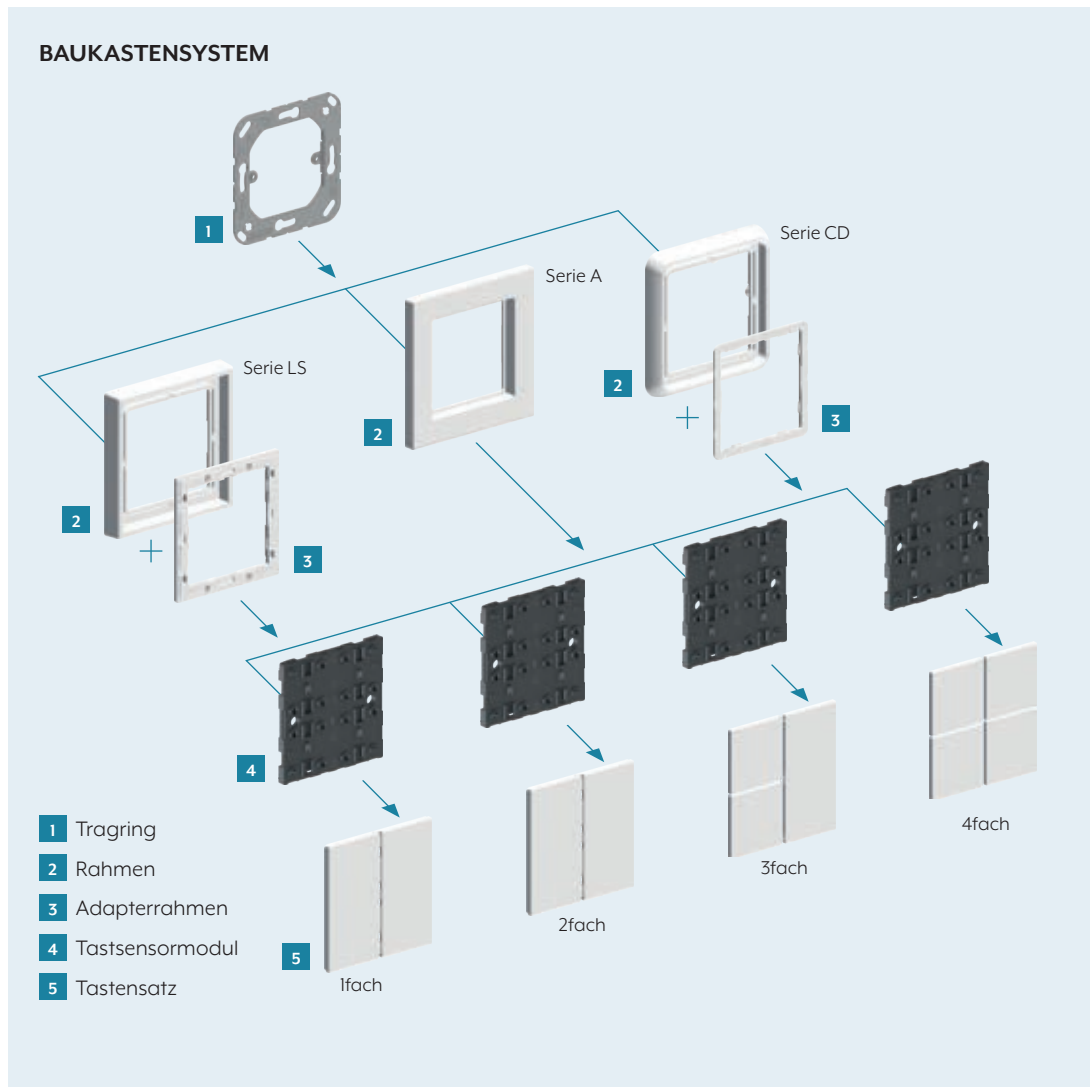 BAUKASTENSYSTEM
1
Serie CD
Serie A
Serie LS
2
2
3
2
3
4
1 Tragring
2 Rahmen
3 Adapterrahmen
4 Tastsensormodul
5 Tastensatz
4fach
3fach
2fach
5
1fach